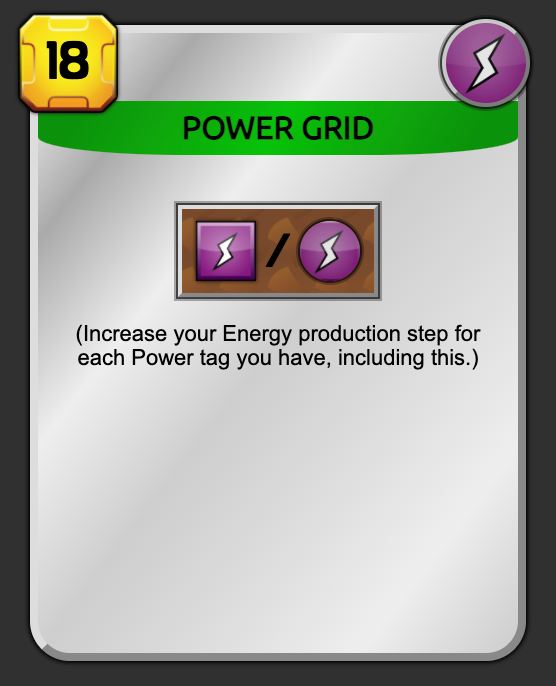 18
POWER GRID
/
(Increase your Energy production step for
each Power tag you have, including this.)